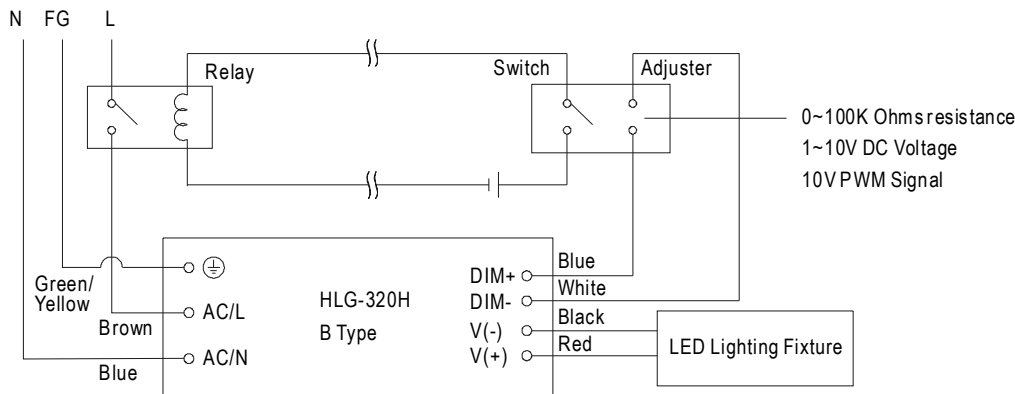 N FG L
Relay
Switch
Adjuster
0~100K Ohms resistance
1~10V DC Voltage
10V PWM Signal
Green/
Yellow
Brown
Blue
AC/L
AC/N
HLG-320H
B Type
DIM+
DIM-
V(-)
V(+)
Blue
White
Black
Red
LED Lighting Fixture